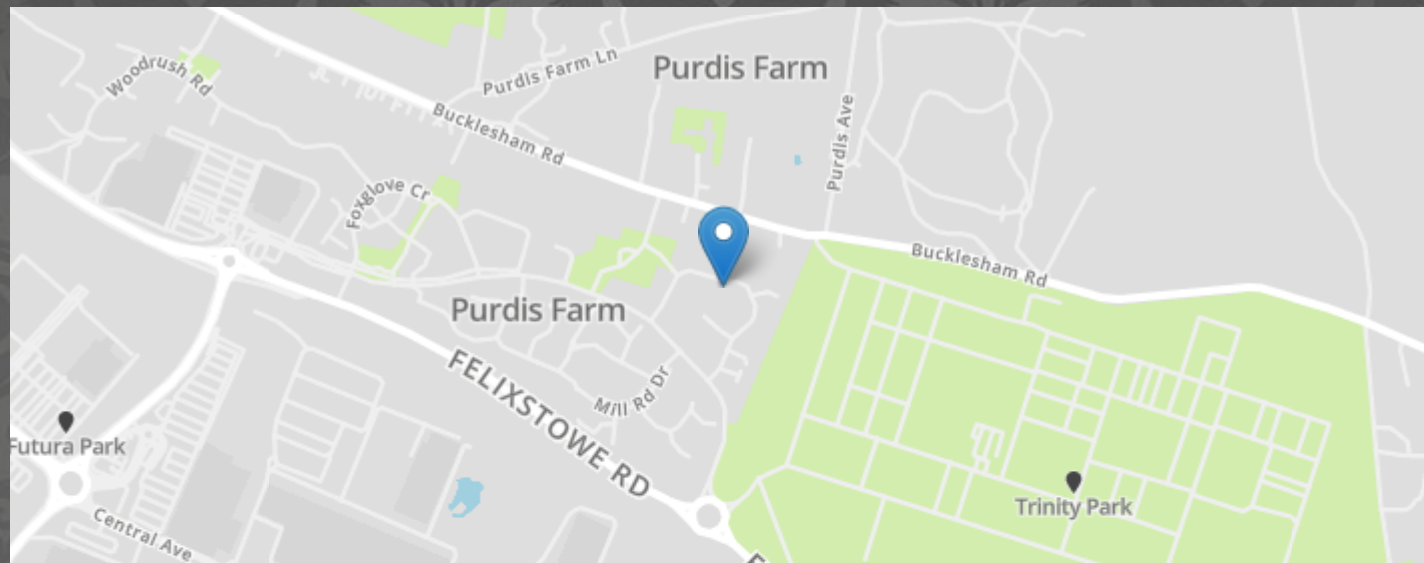 Purdis Farm Ln
Purdis Farm
Woodrush Rd
Bucklesham Rd
Purdis Ave
Foxglove Cr
Bucklesham Rd
Purdis Farm
FELIXSTOWE RD
Mill Rd Dr
Futura Park
Trinity Park
Central Ave